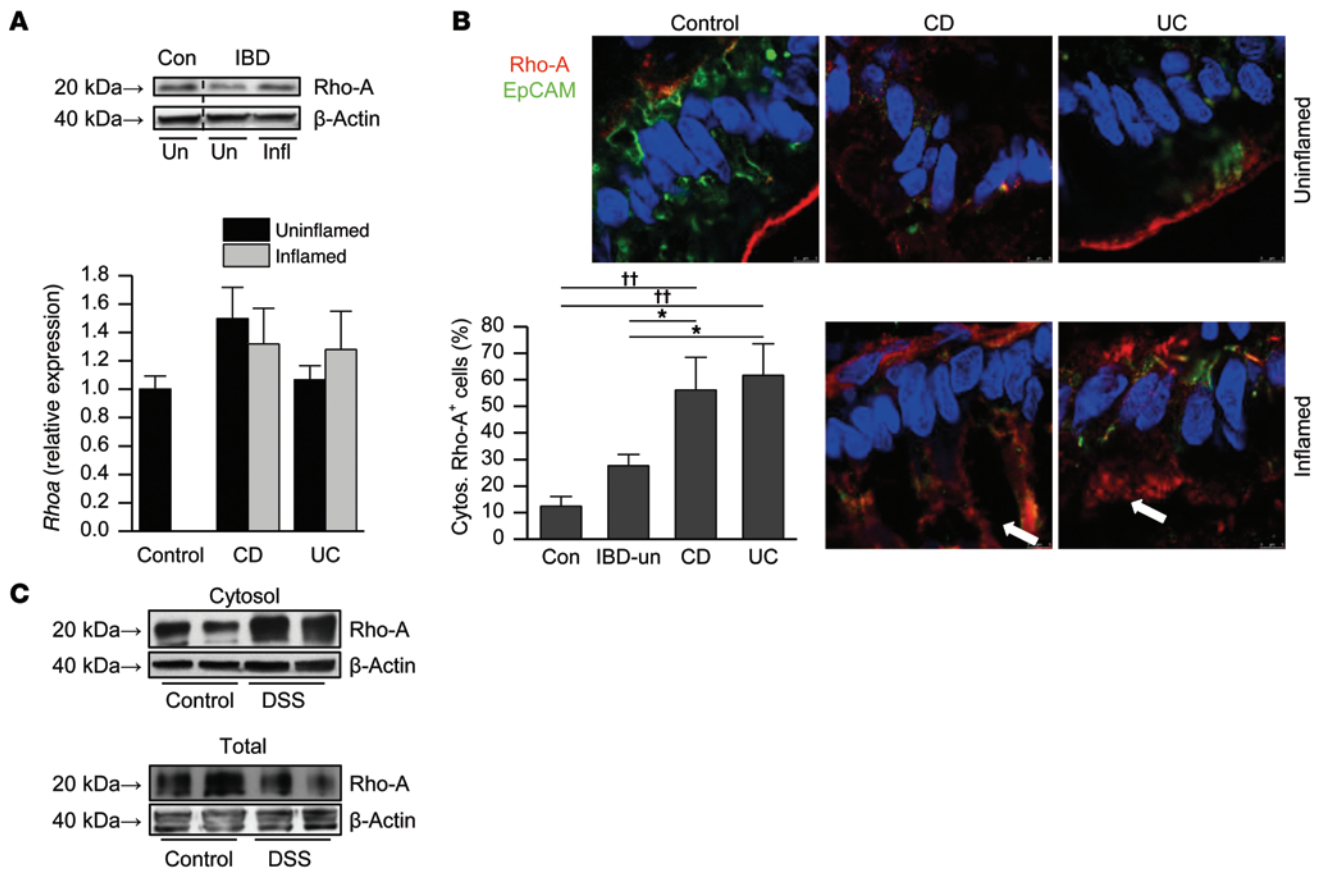 A
Con IBD
20 kDa→ Rho-A
40 kDa→ β-Actin
Un Un Infl
Uninflamed
Inflamed
Rhoa (relative expression)
1.8
1.6
1.4
1.2
1.0
0.8
0.6
0.4
0.2
0.0
Control CD UC
B
Control CD UC
Rho-A
EpCAM
Uninflamed
Inflamed
††
††
*
*
Cytos. Rho-A+ cells (%)
80
70
60
50
40
30
20
10
0
Con IBD-un CD UC
C
Cytosol
20 kDa→ Rho-A
40 kDa→ β-Actin
Control DSS
Total
20 kDa→ Rho-A
40 kDa→ β-Actin
Control DSS